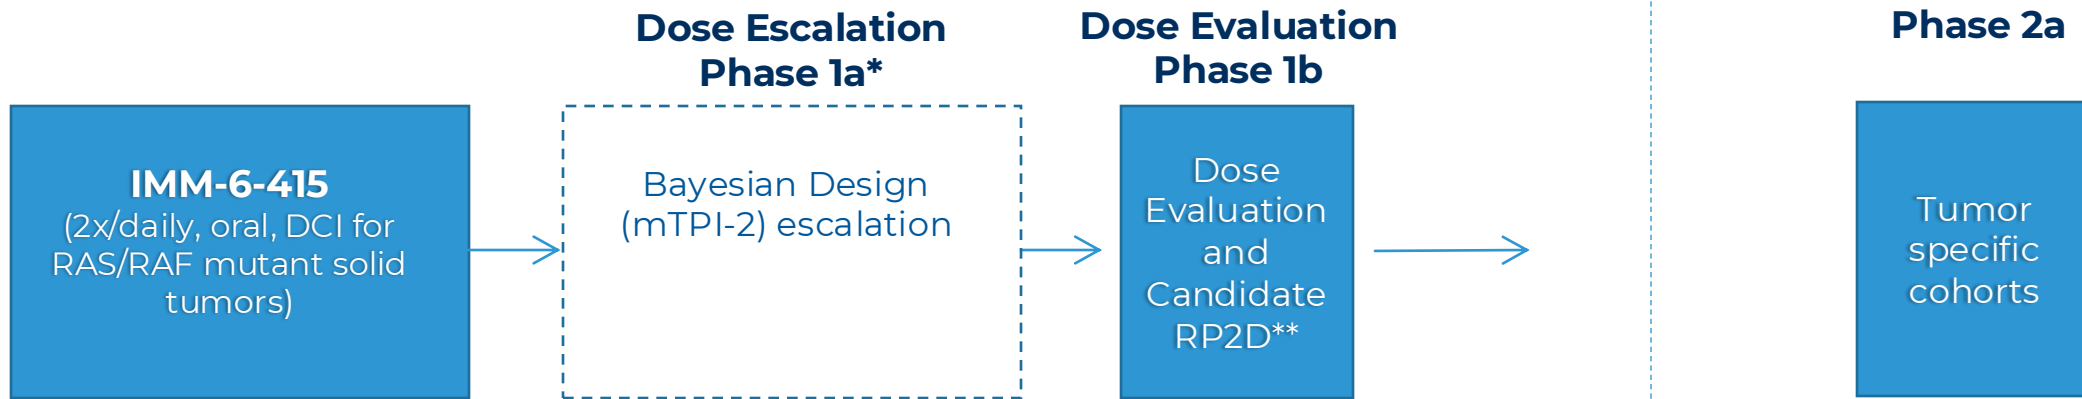 Dose Escalation
Phase 1a*
Dose Evaluation
Phase 1b
Phase 2a
IMM-6-415
(2x/daily, oral, DCI for
RAS/RAF mutant solid
tumors)
Bayesian Design
(mTPI-2) escalation
Dose
Evaluation
and
Candidate
RP2D**
Tumor
specific
cohorts